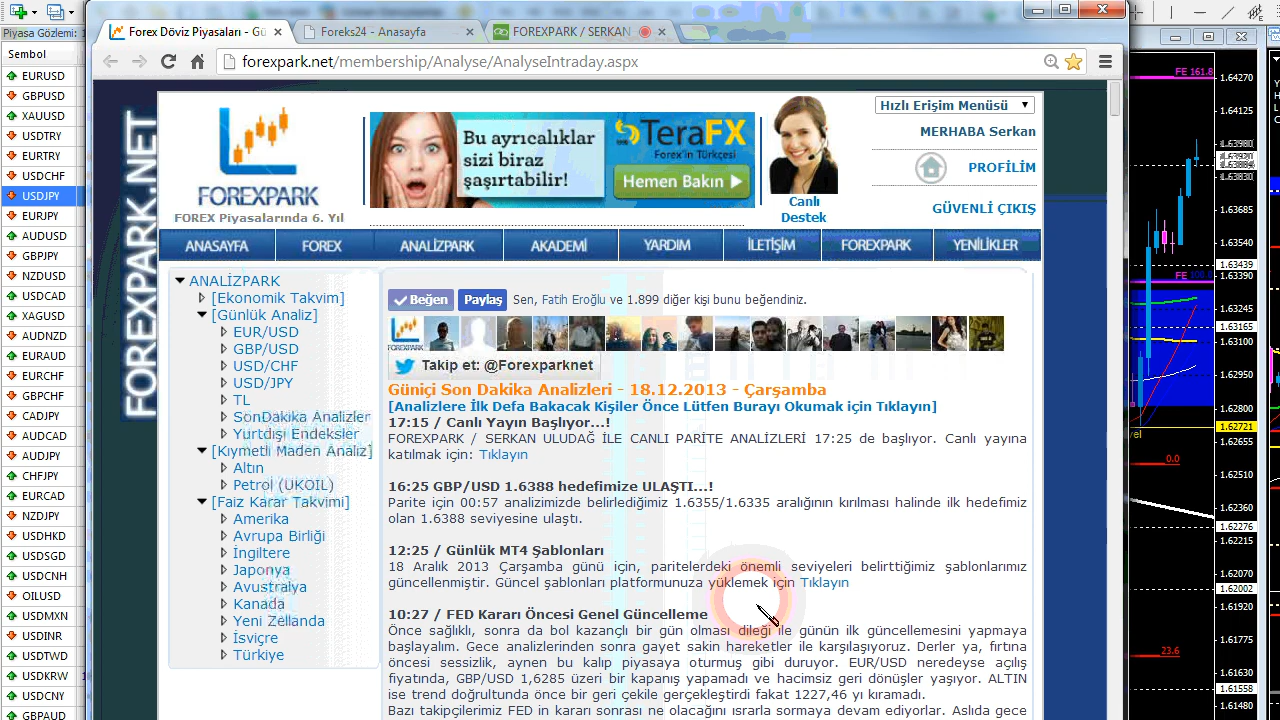 Piyasa Gözlemi: 1
Sembol
EURUSD
GBPUSD
XAUUSD
USDTRY
EURTRY
USDCHF
USDJPY
EURJPY
AUDUSD
GBPJPY
NZDUSD
USDCAD
XAGUSD
AUDNZD
EURAUD
EURCHF
GBPCHF
CADJPY
AUDCAD
AUDJPY
CHFJPY
EURCAD
NZDJPY
USDHKD
USDSGD
USDCNH
OILUSD
USDMXN
USDINR
USDTWD
USDKRW
USDCNY
GBPAUD
Forex Döviz Piyasaları - Gü
Foreks24 - Anasayfa
FOREXPARK / SERKAN
forexpark.net/membership/Analyse/AnalyseIntraday.aspx
FOREXPARK.NET
FOREXPARK
FOREX Piyasalarında 6. Yıl
Bu ayrıcalıklar
sizi biraz
şaşırtabilir!
TeraFX
Forex'in Türkçesi
Hemen Bakın
Canlı
Destek
Hızlı Erişim Menüsü
MERHABA Serkan
PROFİLİM
GÜVENLİ ÇIKIŞ
ANASAYFA FOREX ANALİZPARK AKADEMİ YARDIM İLETİŞİM FOREXPARK YENİLİKLER
ANALİZPARK
[Ekonomik Takvim]
[Günlük Analiz]
EUR/USD
GBP/USD
USD/CHF
USD/JPY
TL
SonDakika Analizler
Yurtdışı Endeksler
[Kıymetli Maden Analiz]
Altın
Petrol (UKOIL)
[Faiz Karar Takvimi]
Amerika
Avrupa Birliği
İngiltere
Japonya
Avustralya
Kanada
Yeni Zellanda
İsviçre
Türkiye
Beğen Paylaş Sen, Fatih Eroğlu ve 1.899 diğer kişi bunu beğendiniz.
FOREXPARK
Takip et: @Forexparknet
Güniçi Son Dakika Analizleri - 18.12.2013 - Çarşamba
[Analizlere İlk Defa Bakacak Kişiler Önce Lütfen Burayı Okumak için Tıklayın]
17:15 / Canlı Yayın Başlıyor...!
FOREXPARK / SERKAN ULUDAĞ İLE CANLI PARİTE ANALİZLERİ 17:25 de başlıyor. Canlı yayına
katılmak için: Tıklayın
16:25 GBP/USD 1.6388 hedefimize ULAŞTI...!
Parite için 00:57 analizimizde belirlediğimiz 1.6355/1.6335 aralığının kırılması halinde ilk hedefimiz
olan 1.6388 seviyesine ulaştı.
12:25 / Günlük MT4 Şablonları
18 Aralık 2013 Çarşamba günü için, paritelerdeki önemli seviyeleri belirttiğimiz şablonlarımız
güncellenmiştir. Güncel şablonları platformunuza yüklemek için Tıklayın
10:27 / FED Kararı Öncesi Genel Güncelleme
Önce sağlıklı, sonra da bol kazançlı bir gün olması dileği ile günün ilk güncellemesini yapmaya
başlayalım. Gece analizlerinden sonra gayet sakin hareketler ile karşılaşıyoruz. Derler ya, fırtına
öncesi sessizlik, aynen bu kalıp piyasaya oturmuş gibi duruyor. EUR/USD neredeyse açılış
fiyatında, GBP/USD 1,6285 üzeri bir kapanış yapamadı ve hacimsiz geri dönüşler yaşıyor. ALTIN
ise trend doğrultunda önce bir geri çekile gerçekleştirdi fakat 1227,46 yı kıramadı.
Bazı takipçilerimiz FED in kararı sonrası ne olacağını ısrarla sormaya devam ediyorlar. Aslıda gece
FE 161.8
FE 100.0
0.0
23.6
1.64270
1.64125
1.63980
1.63830
1.63685
1.63540
1.63439
1.63390
1.63245
1.63165
1.63100
1.62950
1.62800
1.62721
1.62655
1.62510
1.62360
1.62276
1.62215
1.62070
1.62002
1.61920
1.61775
1.61630
1.61558
1.61480